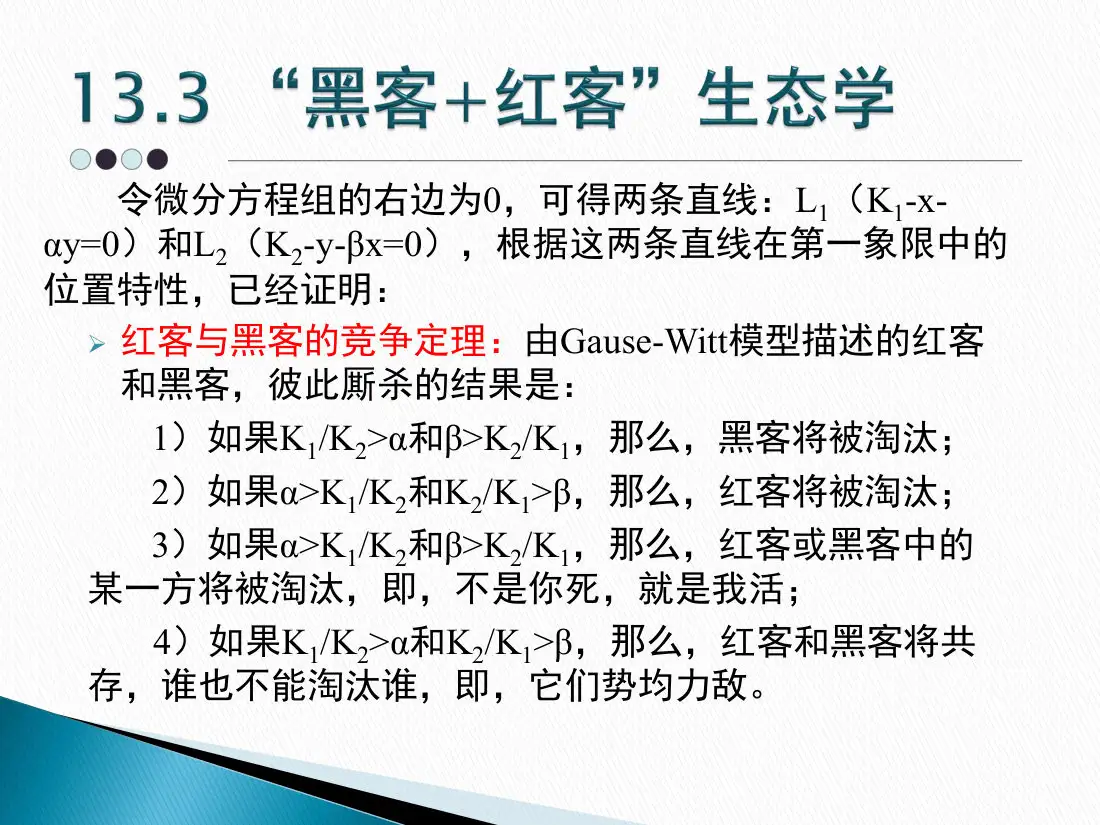 13.3 “黑客+红客”生态学
令微分方程组的右边为0，可得两条直线：L₁（K₁-x-
αy=0）和L₂（K₂-y-βx=0），根据这两条直线在第一象限中的
位置特性，已经证明：
红客与黑客的竞争定理：由Gause-Witt模型描述的红客
和黑客，彼此厮杀的结果是：
1）如果K₁/K₂>α和β>K₂/K₁，那么，黑客将被淘汰；
2）如果α>K₁/K₂和K₂/K₁>β，那么，红客将被淘汰；
3）如果α>K₁/K₂和β>K₂/K₁，那么，红客或黑客中的
某一方将被淘汰，即，不是你死，就是我活；
4）如果K₁/K₂>α和K₂/K₁>β，那么，红客和黑客将共
存，谁也不能淘汰谁，即，它们势均力敌。